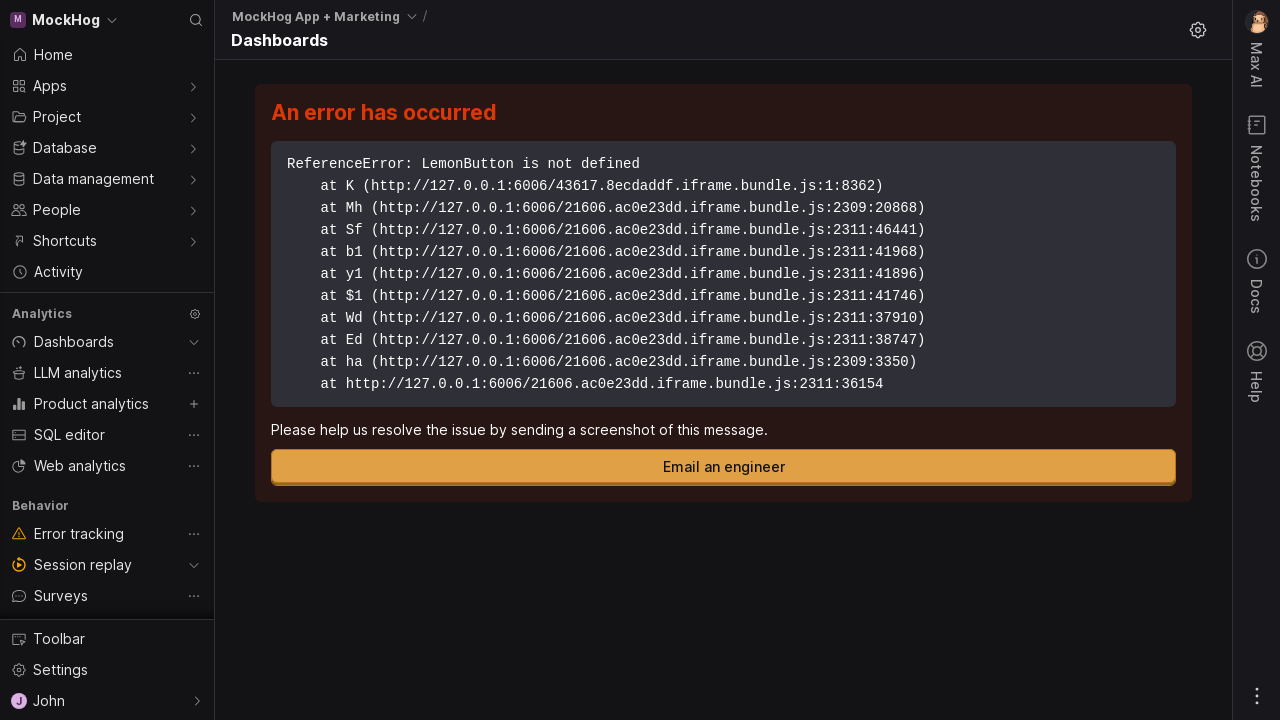 M MockHog
Home
Apps
Project
Database
Data management
People
Shortcuts
Activity
Analytics
Dashboards
LLM analytics
Product analytics
SQL editor
Web analytics
Behavior
Error tracking
Session replay
Surveys
Toolbar
Settings
J John
MockHog App + Marketing /
Dashboards
An error has occurred
ReferenceError: LemonButton is not defined
at K (http://127.0.0.1:6006/43617.8ecdaddf.iframe.bundle.js:1:8362)
at Mh (http://127.0.0.1:6006/21606.ac0e23dd.iframe.bundle.js:2309:20868)
at Sf (http://127.0.0.1:6006/21606.ac0e23dd.iframe.bundle.js:2311:46441)
at b1 (http://127.0.0.1:6006/21606.ac0e23dd.iframe.bundle.js:2311:41968)
at y1 (http://127.0.0.1:6006/21606.ac0e23dd.iframe.bundle.js:2311:41896)
at $1 (http://127.0.0.1:6006/21606.ac0e23dd.iframe.bundle.js:2311:41746)
at Wd (http://127.0.0.1:6006/21606.ac0e23dd.iframe.bundle.js:2311:37910)
at Ed (http://127.0.0.1:6006/21606.ac0e23dd.iframe.bundle.js:2311:38747)
at ha (http://127.0.0.1:6006/21606.ac0e23dd.iframe.bundle.js:2309:3350)
at http://127.0.0.1:6006/21606.ac0e23dd.iframe.bundle.js:2311:36154
Please help us resolve the issue by sending a screenshot of this message.
Email an engineer
Max AI
Notebooks
Docs
Help